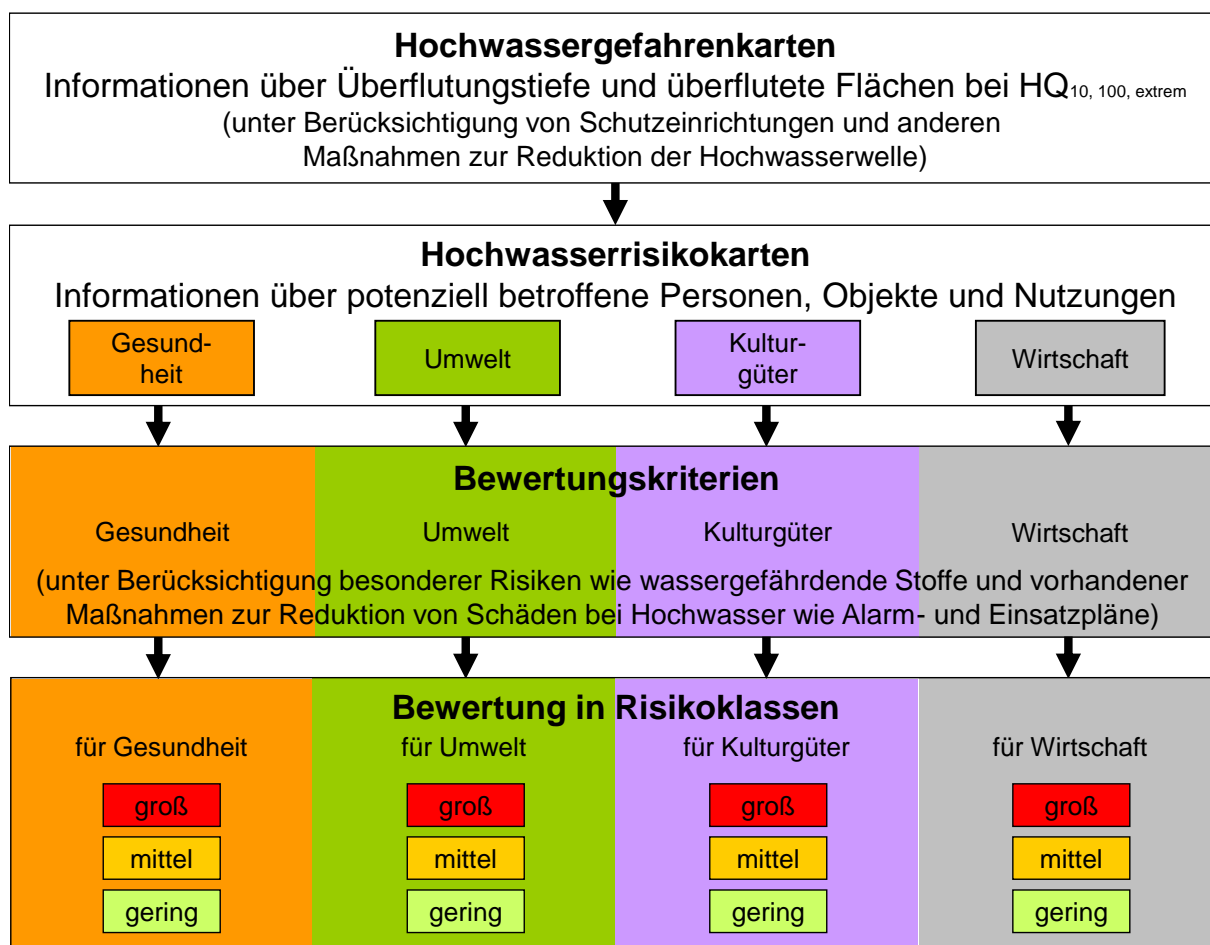 Hochwassergefahrenkarten
Informationen über Überflutungstiefe und überflutete Flächen bei HQ10, 100, extrem
(unter Berücksichtigung von Schutzeinrichtungen und anderen
Maßnahmen zur Reduktion der Hochwasserwelle)
Hochwasserrisikokarten
Informationen über potenziell betroffene Personen, Objekte und Nutzungen
Gesund-
heit
Umwelt
Kultur-
güter
Wirtschaft
Bewertungskriterien
Gesundheit Umwelt Kulturgüter Wirtschaft
(unter Berücksichtigung besonderer Risiken wie wassergefährdende Stoffe und vorhandener
Maßnahmen zur Reduktion von Schäden bei Hochwasser wie Alarm- und Einsatzpläne)
Bewertung in Risikoklassen
für Gesundheit für Umwelt für Kulturgüter für Wirtschaft
groß groß groß groß
mittel mittel mittel mittel
gering gering gering gering